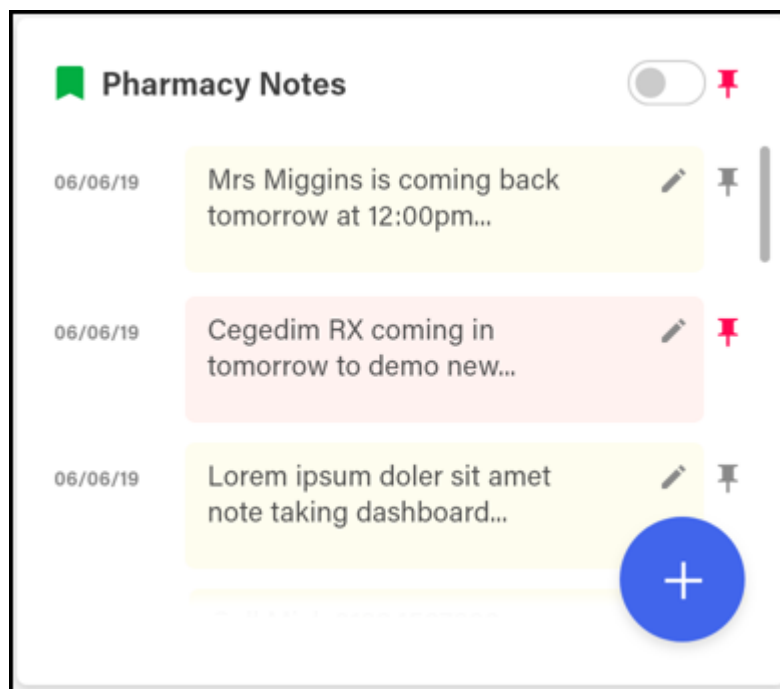 Pharmacy Notes
06/06/19
Mrs Miggins is coming back
tomorrow at 12:00pm...
06/06/19
Cegedim RX coming in
tomorrow to demo new...
06/06/19
Lorem ipsum doler sit amet
note taking dashboard...